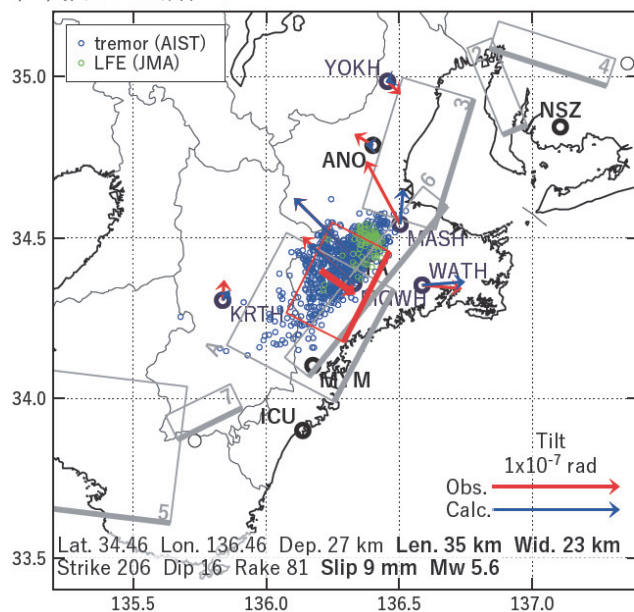 tremor (AIST)
LFE (JMA)
YOKH
2
4
35.0
3
NSZ
ANO
6
34.5
MASH
WATH
KRTH
34.0
MYM
7
ICU
Tilt
1x10⁻⁷ rad
Obs.
Calc.
5
Lat. 34.46 Lon. 136.46 Dep. 27 km Len. 35 km Wid. 23 km
Strike 206 Dip 16 Rake 81 Slip 9 mm Mw 5.6
33.5
135.5 136.0 136.5 137.0